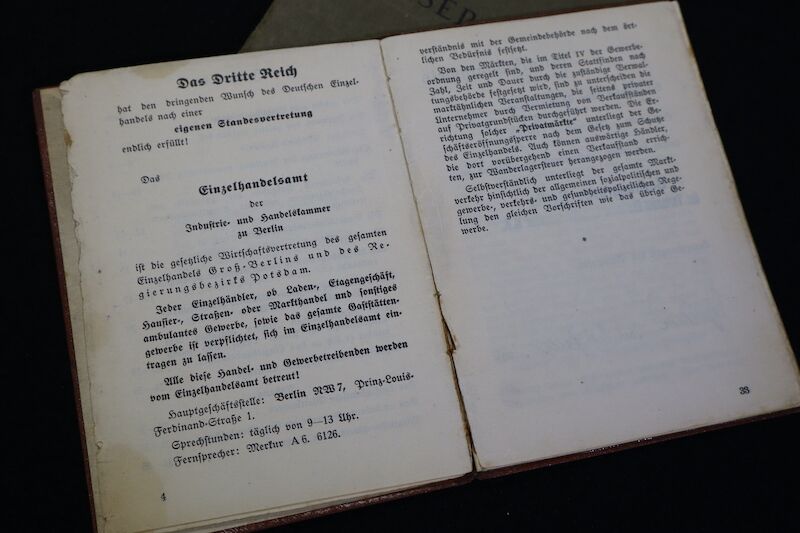 SER
Das Dritte Reich
hat den dringenden Wunsch des Deutschen Einzel-
handels nach einer
eigenen Standesvertretung
endlich erfüllt!
Das
Einzelhandelsamt
der
Industrie- und Handelskammer
zu Berlin
ist die gesetzliche Wirtschaftsvertretung des gesamten
Einzelhandels Groß-Berlins und des Re-
gierungsbezirks Potsdam.
Jeder Einzelhändler, ob Laden-, Etagengeschäft,
Hausier-, Straßen- oder Markthandel und sonstiges
ambulantes Gewerbe, sowie das gesamte Gaststätten-
gewerbe ist verpflichtet, sich im Einzelhandelsamt ein-
tragen zu lassen.
Alle diese Handel- und Gewerbetreibenden werden
vom Einzelhandelsamt betreut!
Hauptgeschäftsstelle: Berlin NW 7, Prinz-Louis-
Ferdinand-Straße 1.
Sprechstunden: täglich von 9—13 Uhr.
Fernsprecher: Merkur A 6. 6126.
4
verständnis mit der Gemeindebehörde nach dem ört-
lichen Bedürfnis festsetzt.
Von den Märkten, die im Titel IV der Gewerbe-
ordnung geregelt sind, und deren Stattfinden nach
Zahl, Zeit und Dauer durch die zuständige Verwal-
tungsbehörde festgesetzt wird, sind zu unterscheiden die
marktähnlichen Veranstaltungen, die seitens privater
Unternehmer durch Vermietung von Verkaufsständen
auf Privatgrundstücken durchgeführt werden. Die Er-
richtung solcher „Privatmärkte“ unterliegt der Ge-
schäftseröffnungssperre nach dem Gesetz zum Schutze
des Einzelhandels. Auch können auswärtige Händler,
die dort vorübergehend einen Verkaufsstand errich-
ten, zur Wanderlagersteuer herangezogen werden.
Selbstverständlich unterliegt der gesamte Markt-
verkehr hinsichtlich der allgemeinen sozialpolitischen und
gewerbe-, verkehrs- und gesundheitspolizeilichen Rege-
lung den gleichen Vorschriften wie das übrige Ge-
werbe.
33